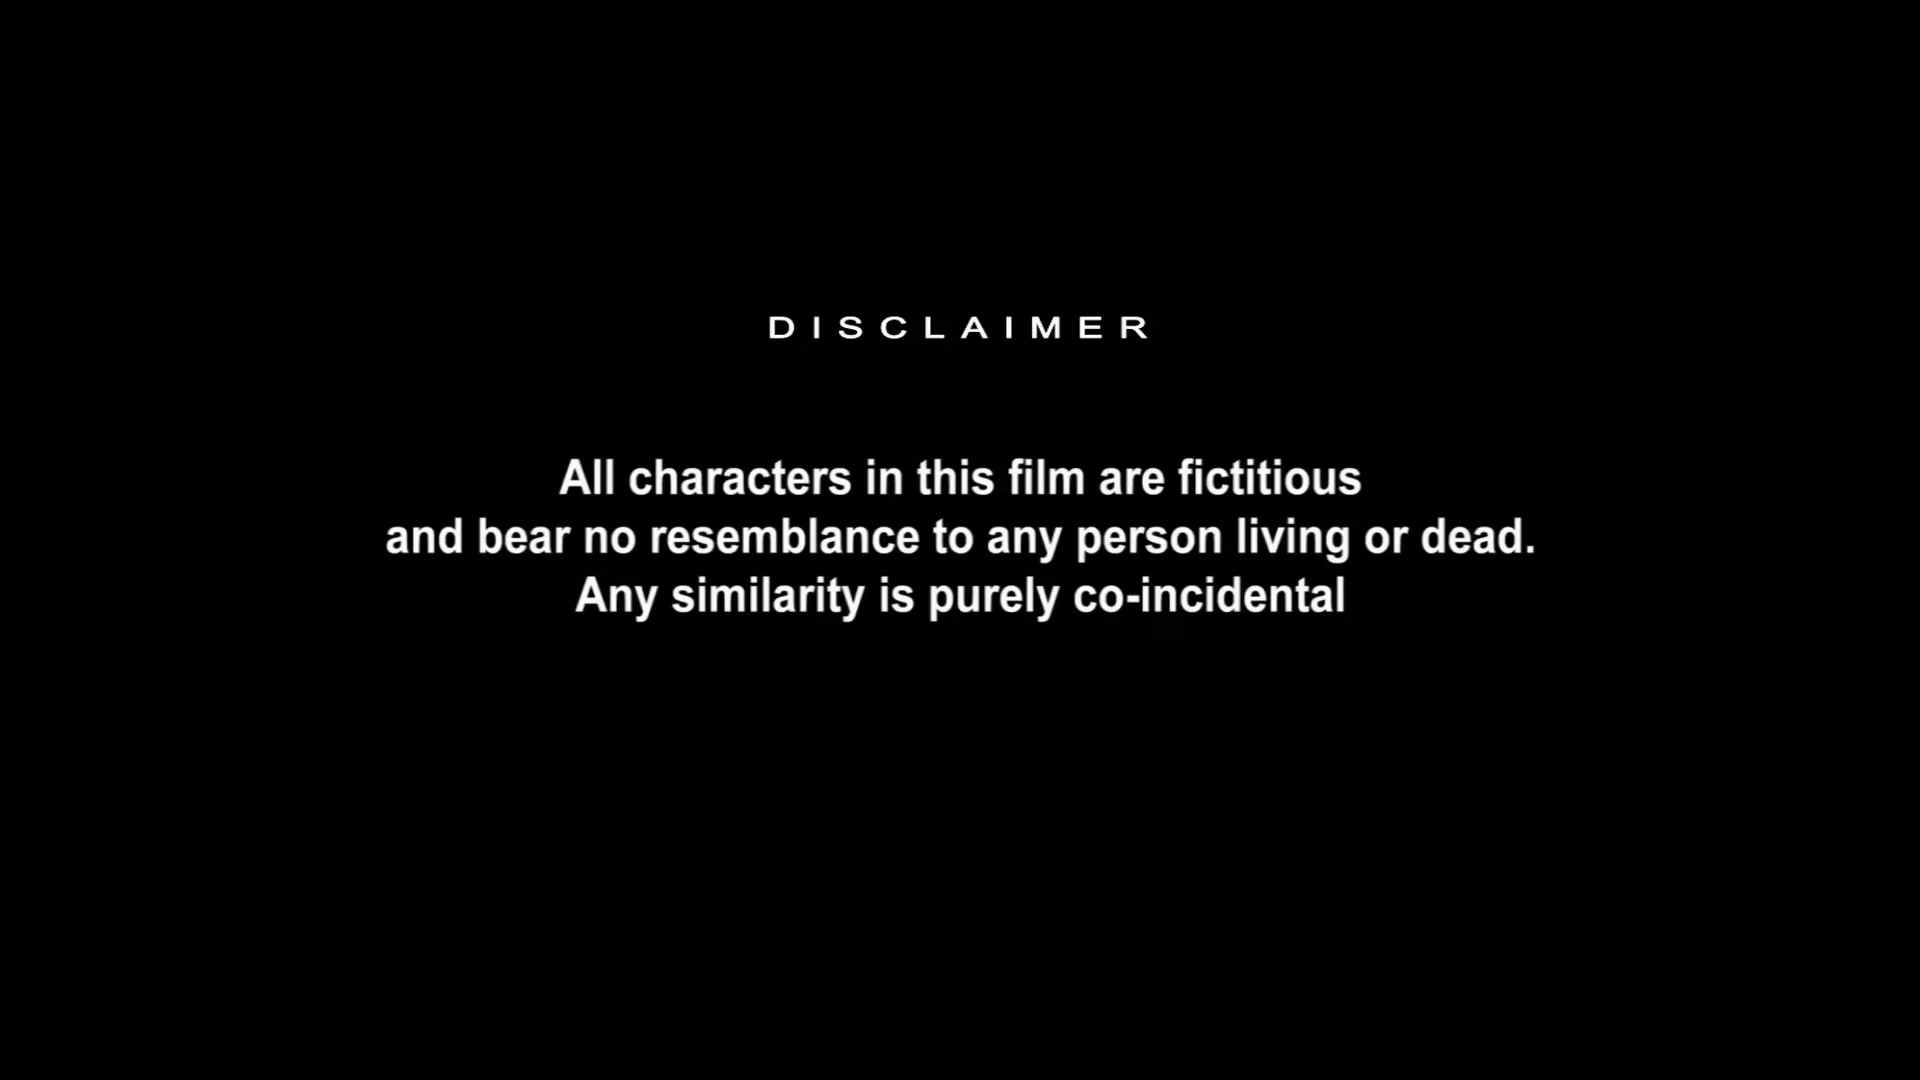 DISCLAIMER
All characters in this film are fictitious
and bear no resemblance to any person living or dead.
Any similarity is purely co-incidental